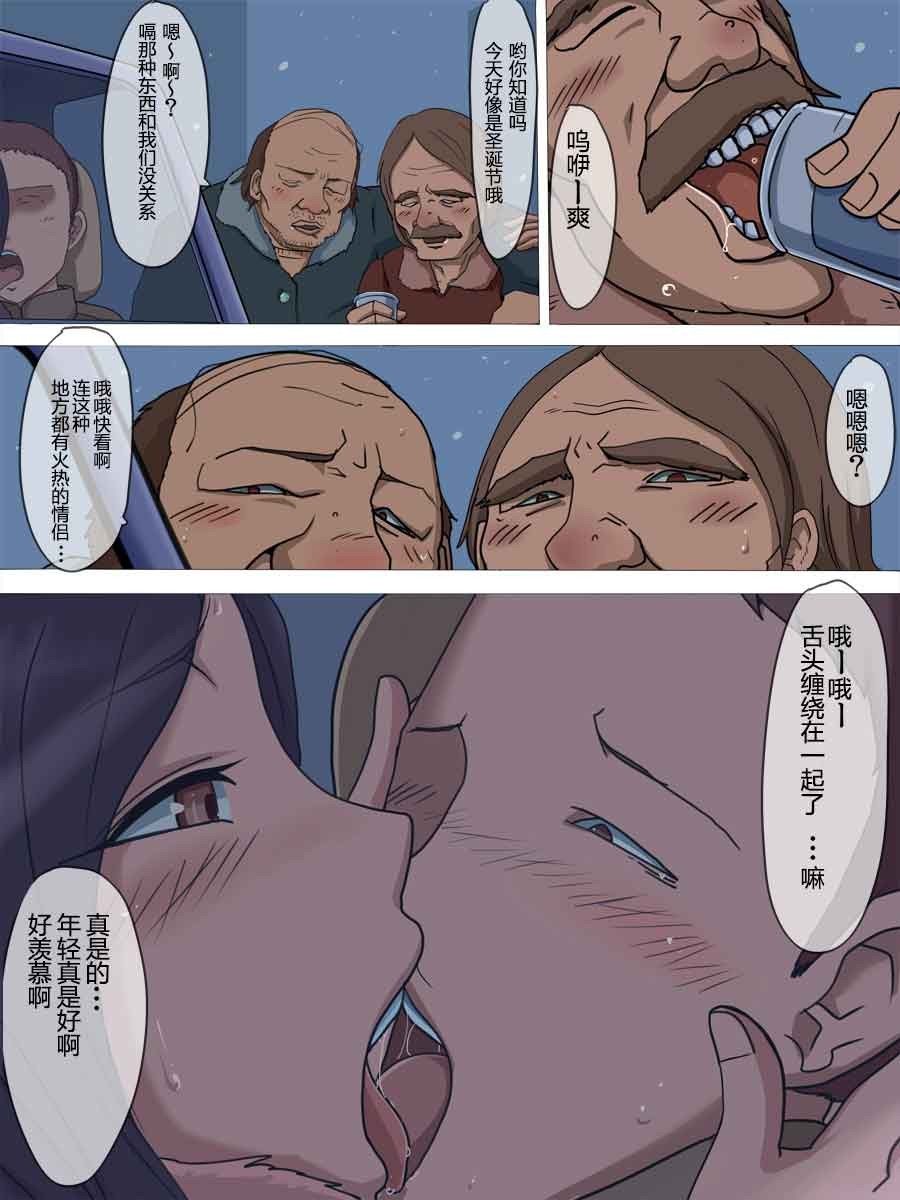 呜咿ー爽
哟你知道吗
今天好像是圣诞节哦
嗯～啊～？
嗝那种东西和我们没关系
嗯嗯嗯？
哦哦快看啊
连这种
地方都有火热的情侣…
哦ー哦ー
舌头缠绕在一起了…嘛
真是的…
年轻真是好啊
好羡慕啊